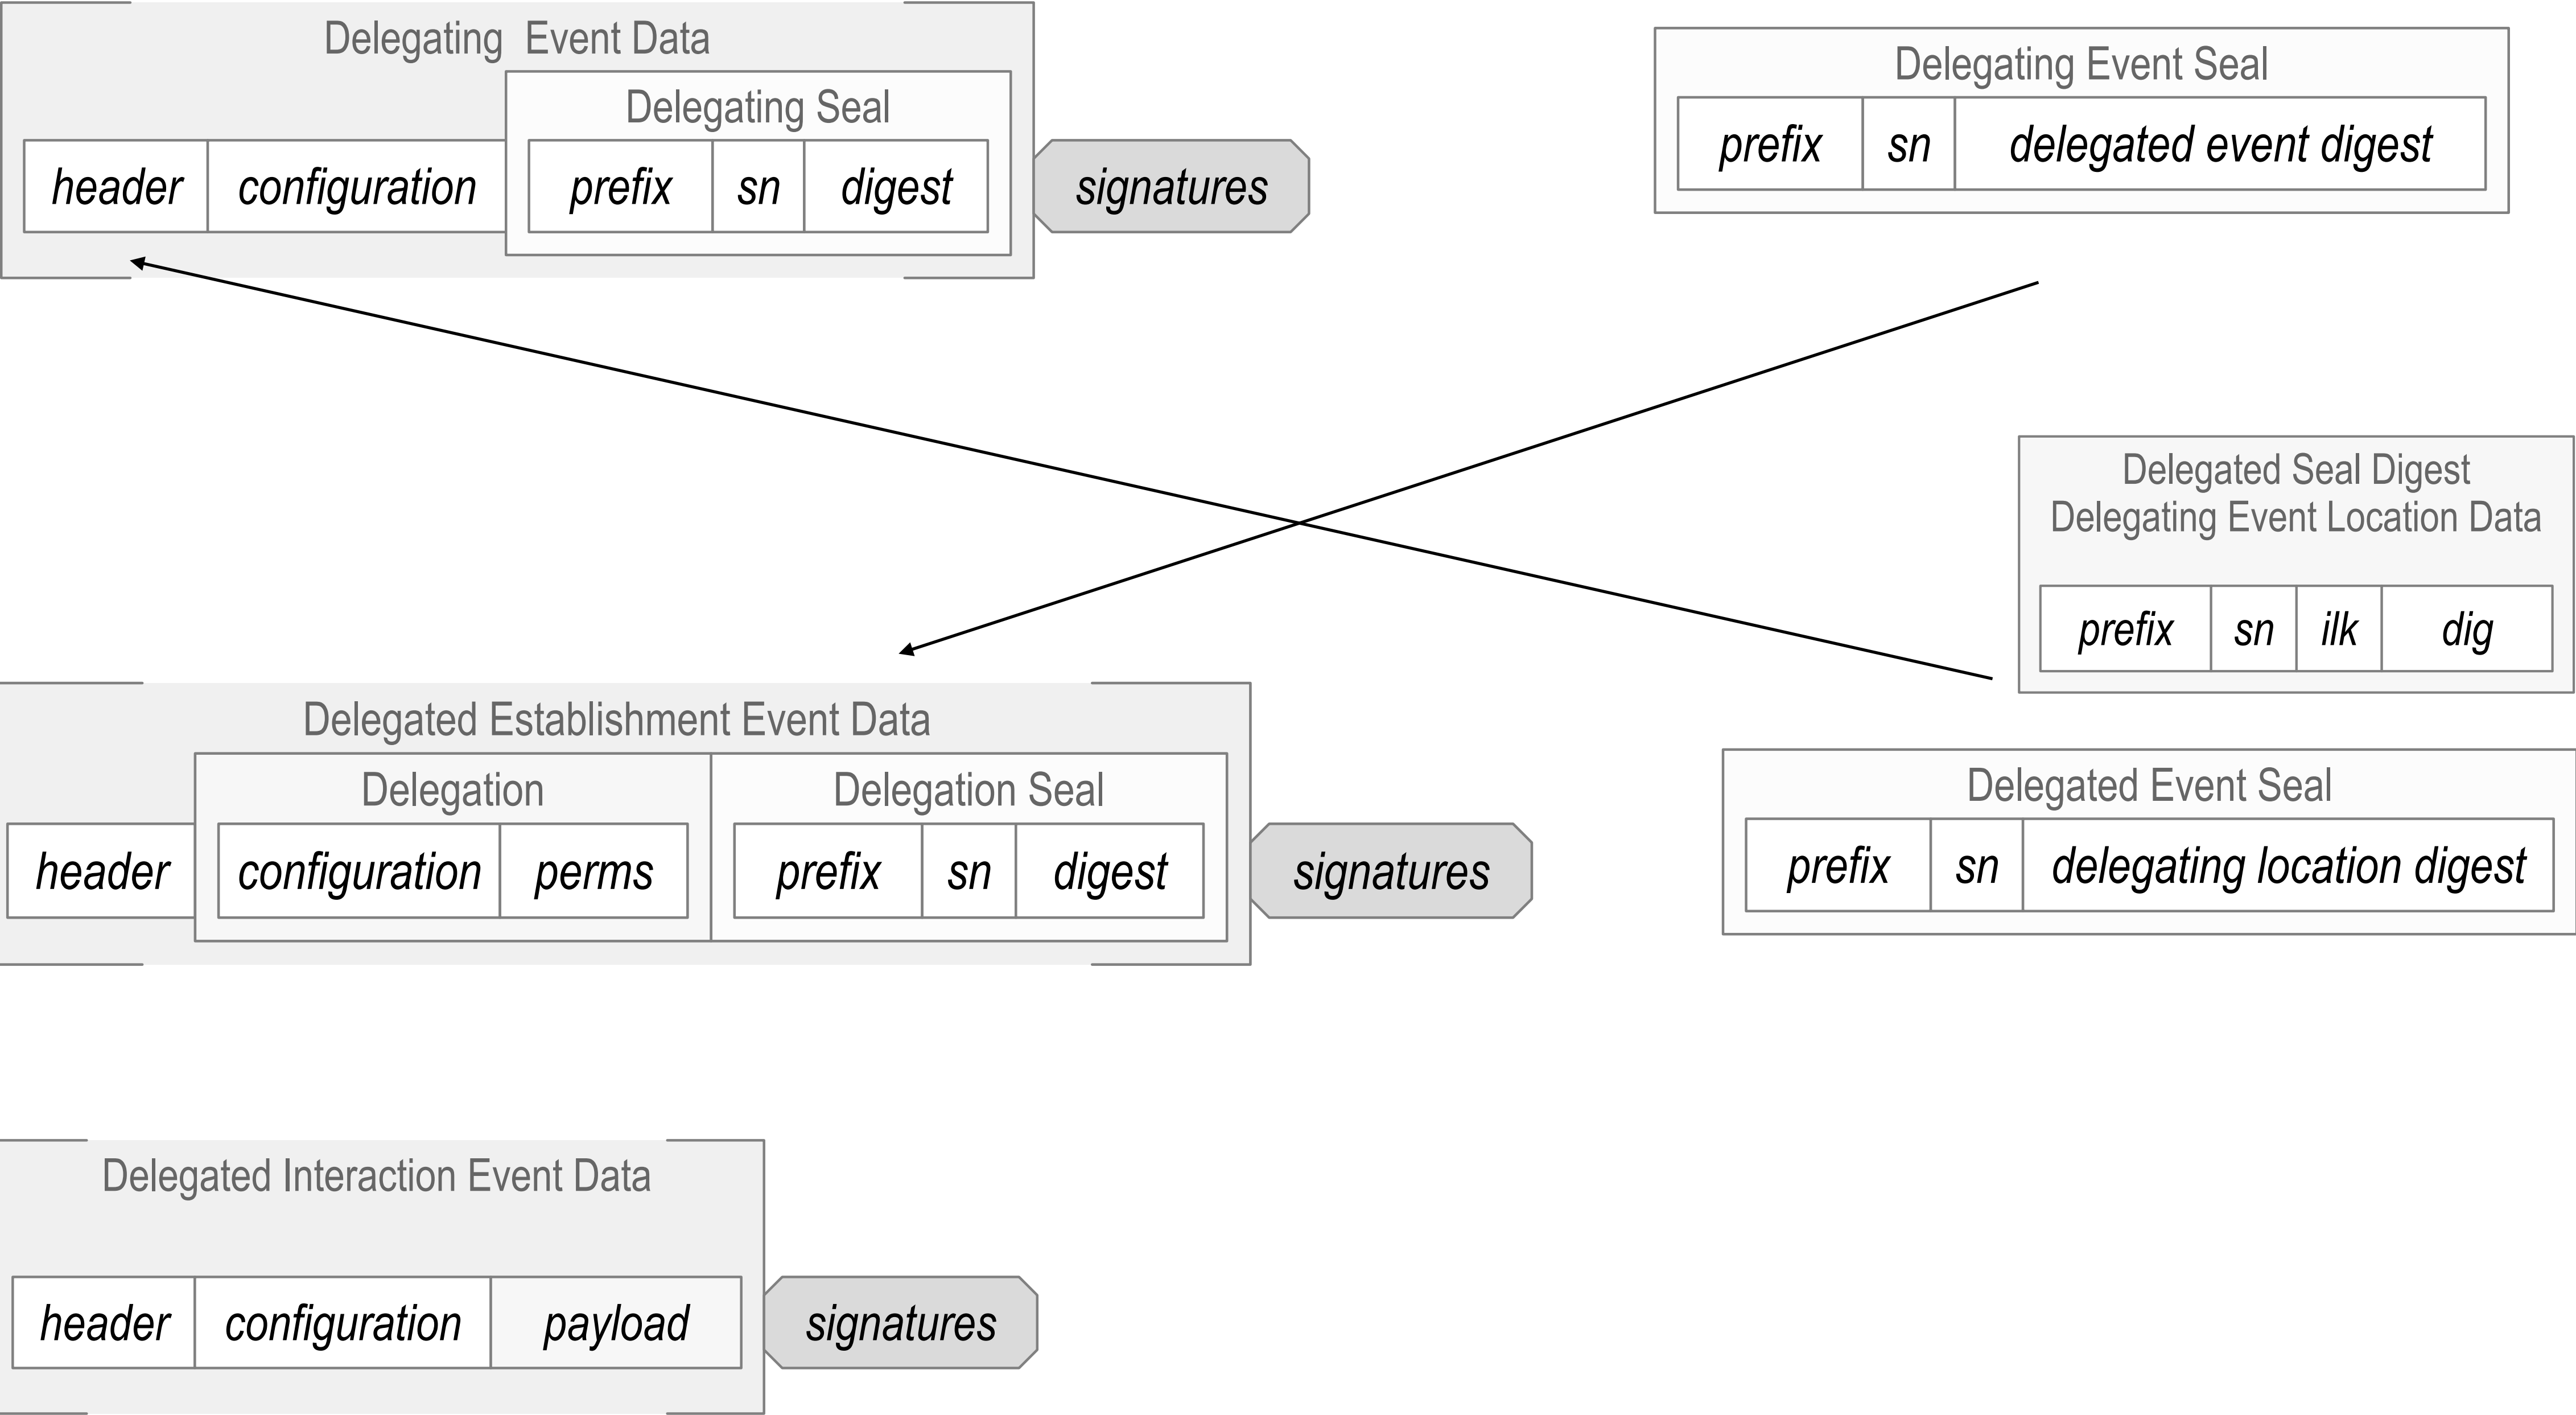 Delegating Event Data
Delegating Seal
header configuration prefix sn digest signatures
Delegating Event Seal
prefix sn delegated event digest
Delegated Seal Digest
Delegating Event Location Data
prefix sn ilk dig
Delegated Establishment Event Data
Delegation Delegation Seal
header configuration perms prefix sn digest signatures
Delegated Event Seal
prefix sn delegating location digest
Delegated Interaction Event Data
header configuration payload signatures